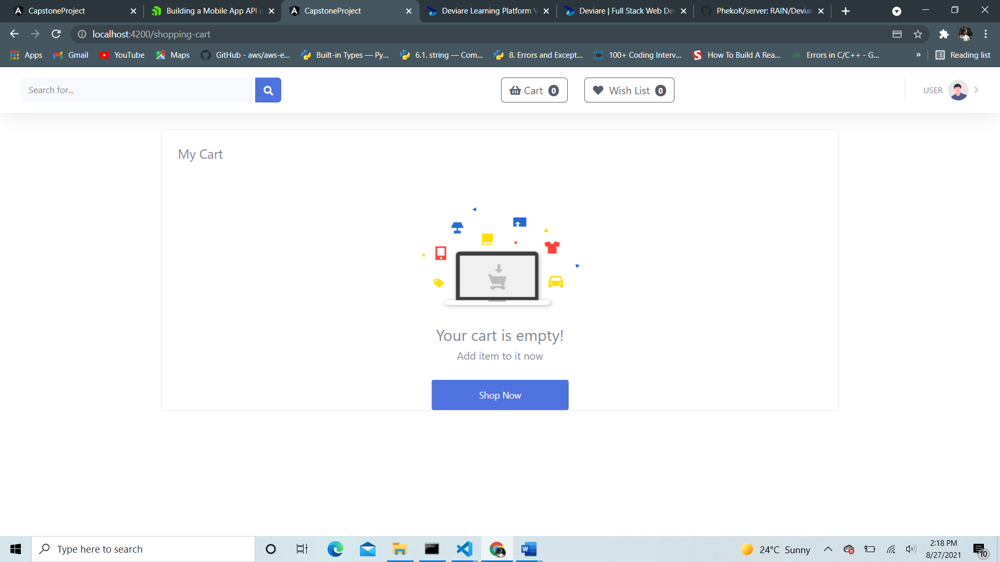 CapstoneProject
Building a Mobile App API u
CapstoneProject
Deviare Learning Platform V
Deviare | Full Stack Web De
PhekoK/server: RAIN/Devia
localhost:4200/shopping-cart
Apps
Gmail
YouTube
Maps
GitHub - aws/aws-e...
Built-in Types — Py...
6.1. string — Com...
8. Errors and Except...
100+ Coding Interv...
How To Build A Rea...
Errors in C/C++ - G...
»
Reading list
Search for...
Cart 0
Wish List 0
USER
My Cart
Your cart is empty!
Add item to it now
Shop Now
Type here to search
24°C Sunny
2:18 PM
8/27/2021
10